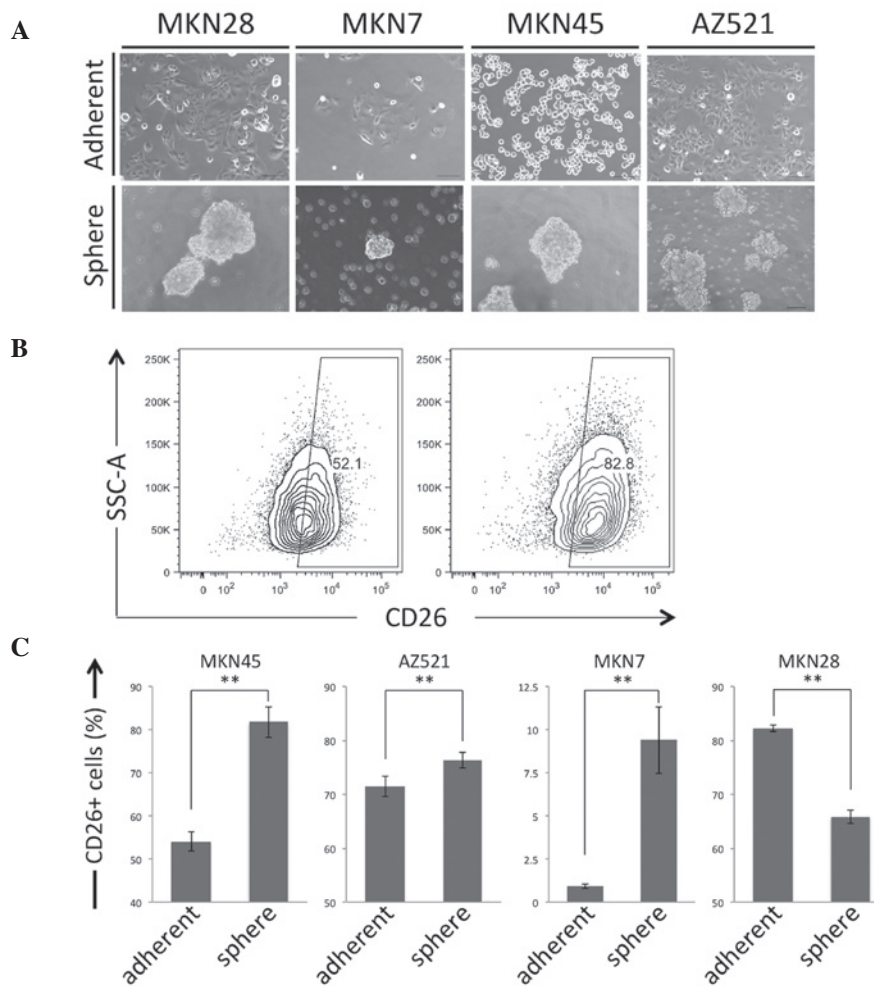 A
MKN28 MKN7 MKN45 AZ521
Adherent
Sphere
B
SSC-A
250K 200K 150K 100K 50K 0
52.1
0 10² 10³ 10⁴ 10⁵
250K 200K 150K 100K 50K 0
82.8
0 10² 10³ 10⁴ 10⁵
CD26
C
CD26+ cells (%)
MKN45
**
90 80 70 60 50 40
adherent sphere
AZ521
**
90 80 70 60 50
adherent sphere
MKN7
**
12.5 10 7.5 5 2.5 0
adherent sphere
MKN28
**
90 80 70 60 50
adherent sphere